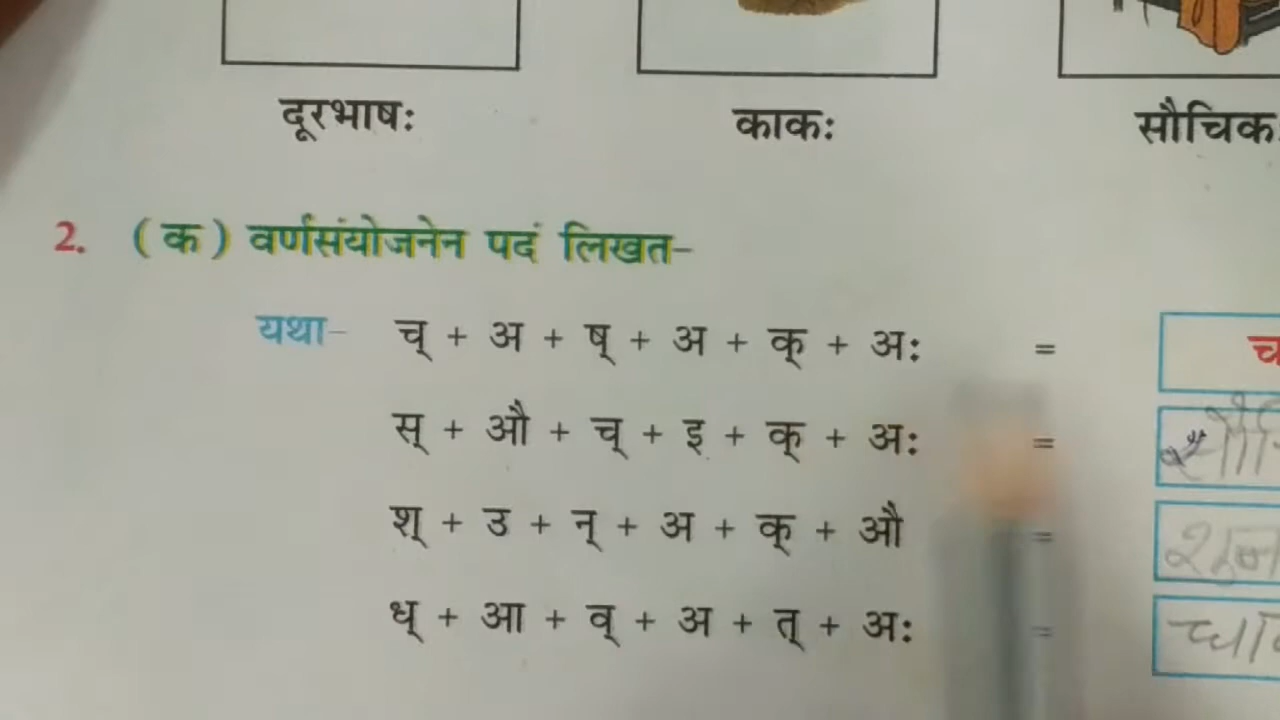 दूरभाषः काकः सौचिक
2. (क) वर्णसंयोजनेन पदं लिखत–
यथा– च् + अ + ष् + अ + क् + अः = च
स् + औ + च् + इ + क् + अः =
श् + उ + न् + अ + क् + औ =
ध् + आ + व् + अ + त् + अः =